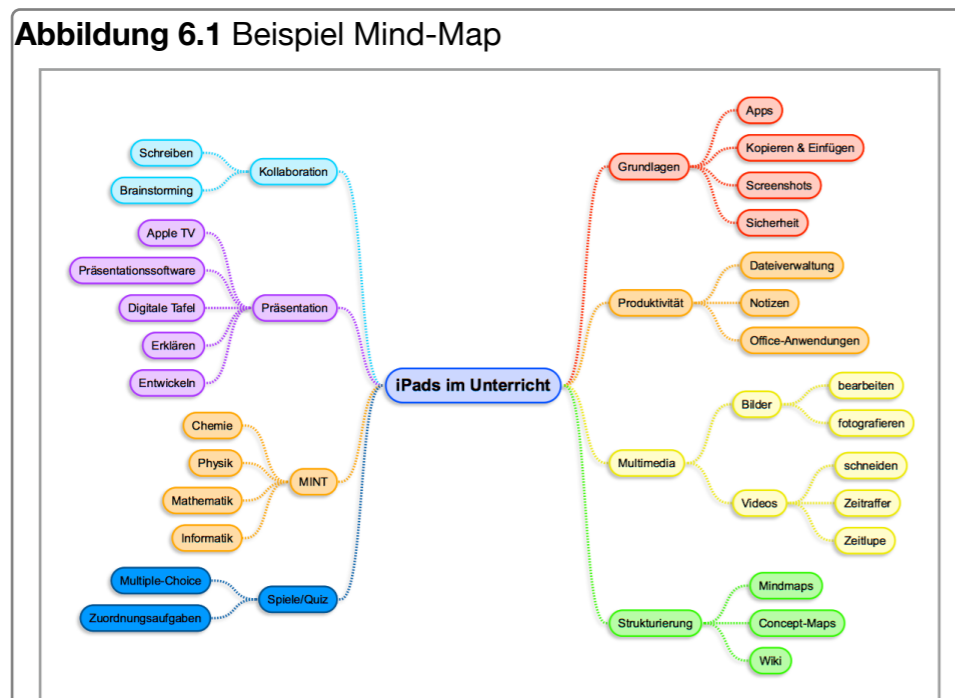 Abbildung 6.1 Beispiel Mind-Map
iPads im Unterricht
Kollaboration
Schreiben
Brainstorming
Präsentation
Apple TV
Präsentationssoftware
Digitale Tafel
Erklären
Entwickeln
MINT
Chemie
Physik
Mathematik
Informatik
Spiele/Quiz
Multiple-Choice
Zuordnungsaufgaben
Grundlagen
Apps
Kopieren & Einfügen
Screenshots
Sicherheit
Produktivität
Dateiverwaltung
Notizen
Office-Anwendungen
Multimedia
Bilder
bearbeiten
fotografieren
Videos
schneiden
Zeitraffer
Zeitlupe
Strukturierung
Mindmaps
Concept-Maps
Wiki